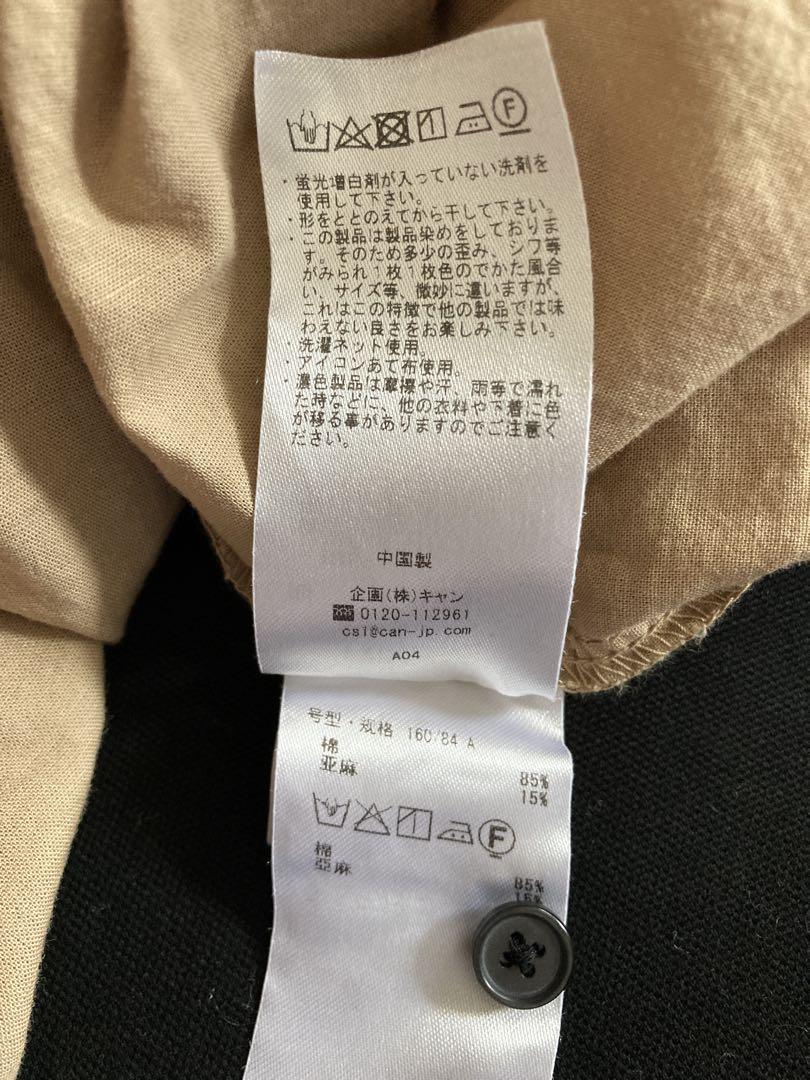 F
・蛍光増白剤が入っていない洗剤を
使用して下さい。
・形をととのえてから干して下さい。
・この製品は製品染めをしておりま
す。そのため多少の歪み、シワ等
がみられ1枚1枚色のでかた風合
い、サイズ等、微妙に違いますが、
これはこの特徴で他の製品では味
わえない良さをお楽しみ下さい。
・洗濯ネット使用。
・アイロンあて布使用。
・濃色製品は摩擦や汗、雨等で濡れ
た時などに、他の衣料や下着に色
が移る事がありますのでご注意く
ださい。
中国製
企画(株)キャン
0120-112961
csl@can-jp.com
A04
号型・规格 160/84 A
棉 85%
亚麻 15%
F
棉 85%
亞麻 15%